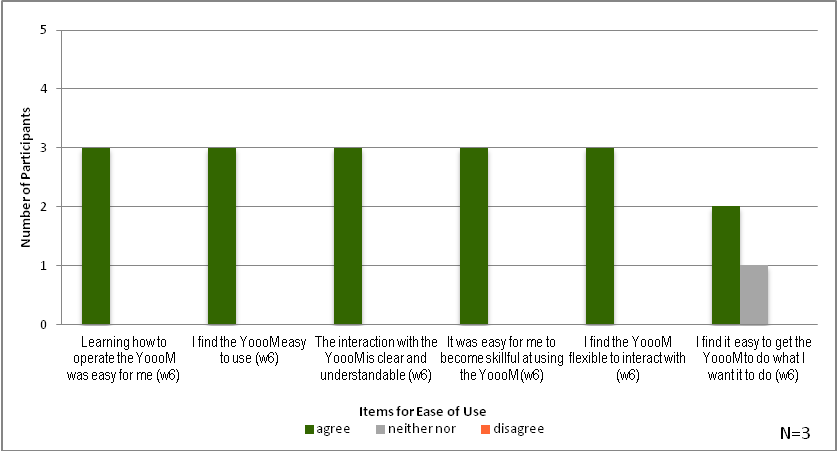 5
4
3
2
1
0
Number of Participants
Learning how to
operate the YoooM
was easy for me (w6)
I find the YoooM easy
to use (w6)
The interaction with the
YoooM is clear and
understandable (w6)
It was easy for me to
become skillful at using
the YoooM (w6)
I find the YoooM
flexible to interact with
(w6)
I find it easy to get the
YoooM to do what I
want it to do (w6)
Items for Ease of Use
agree neither nor disagree
N=3